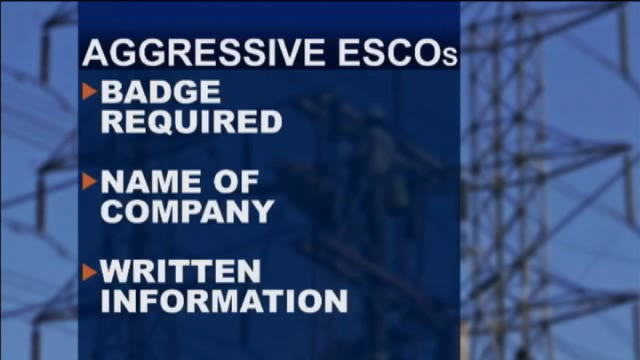 AGGRESSIVE ESCOs
BADGE
REQUIRED
NAME OF
COMPANY
WRITTEN
INFORMATION